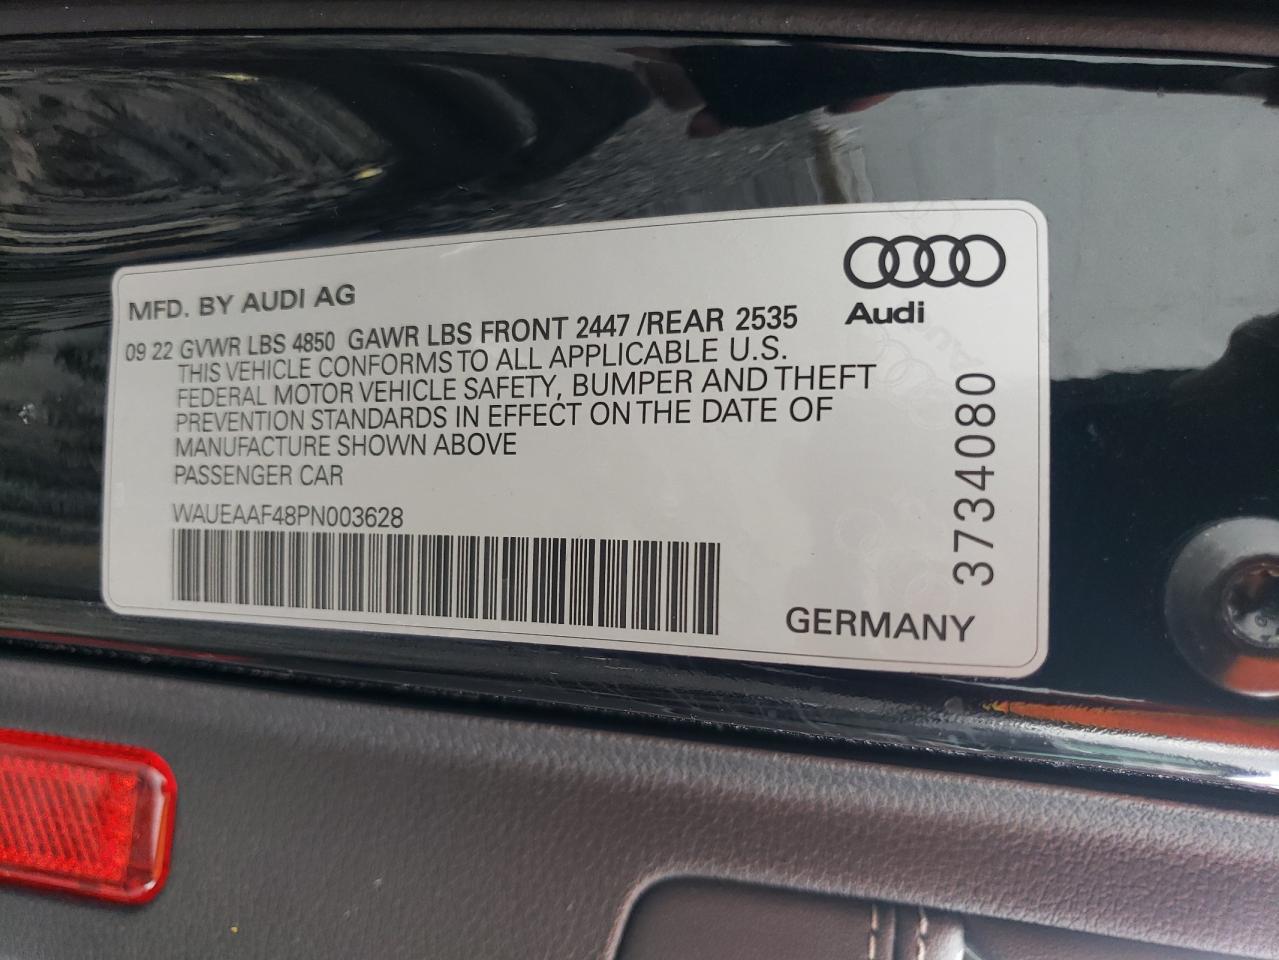 MFD. BY AUDI AG
Audi
09 22 GVWR LBS 4850 GAWR LBS FRONT 2447 /REAR 2535
THIS VEHICLE CONFORMS TO ALL APPLICABLE U.S.
FEDERAL MOTOR VEHICLE SAFETY, BUMPER AND THEFT
PREVENTION STANDARDS IN EFFECT ON THE DATE OF
MANUFACTURE SHOWN ABOVE
PASSENGER CAR
WAUEAAF48PN003628
GERMANY
3734080